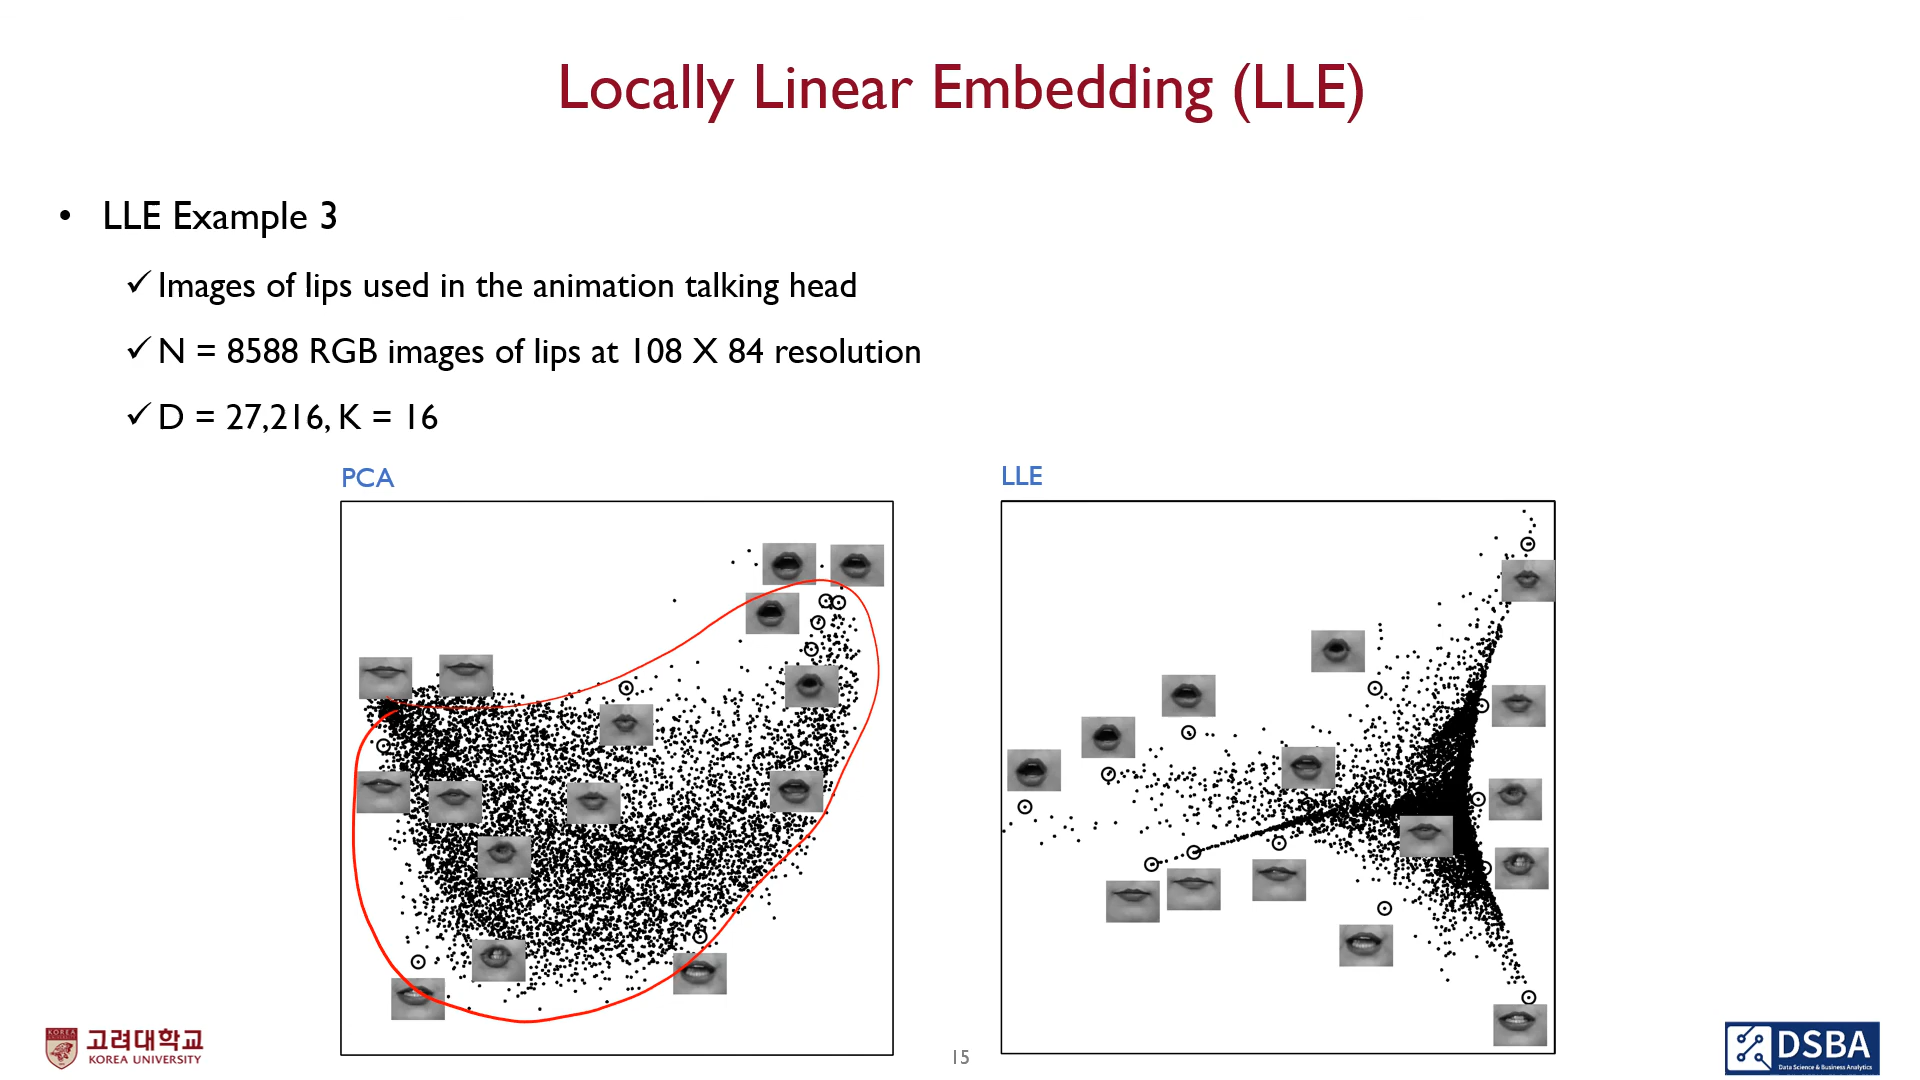 Locally Linear Embedding (LLE)
• LLE Example 3
✓ Images of lips used in the animation talking head
✓ N = 8588 RGB images of lips at 108 X 84 resolution
✓ D = 27,216, K = 16
PCA
LLE
KOREA
고려대학교
KOREA UNIVERSITY
15
DSBA
Data Science & Business Analytics